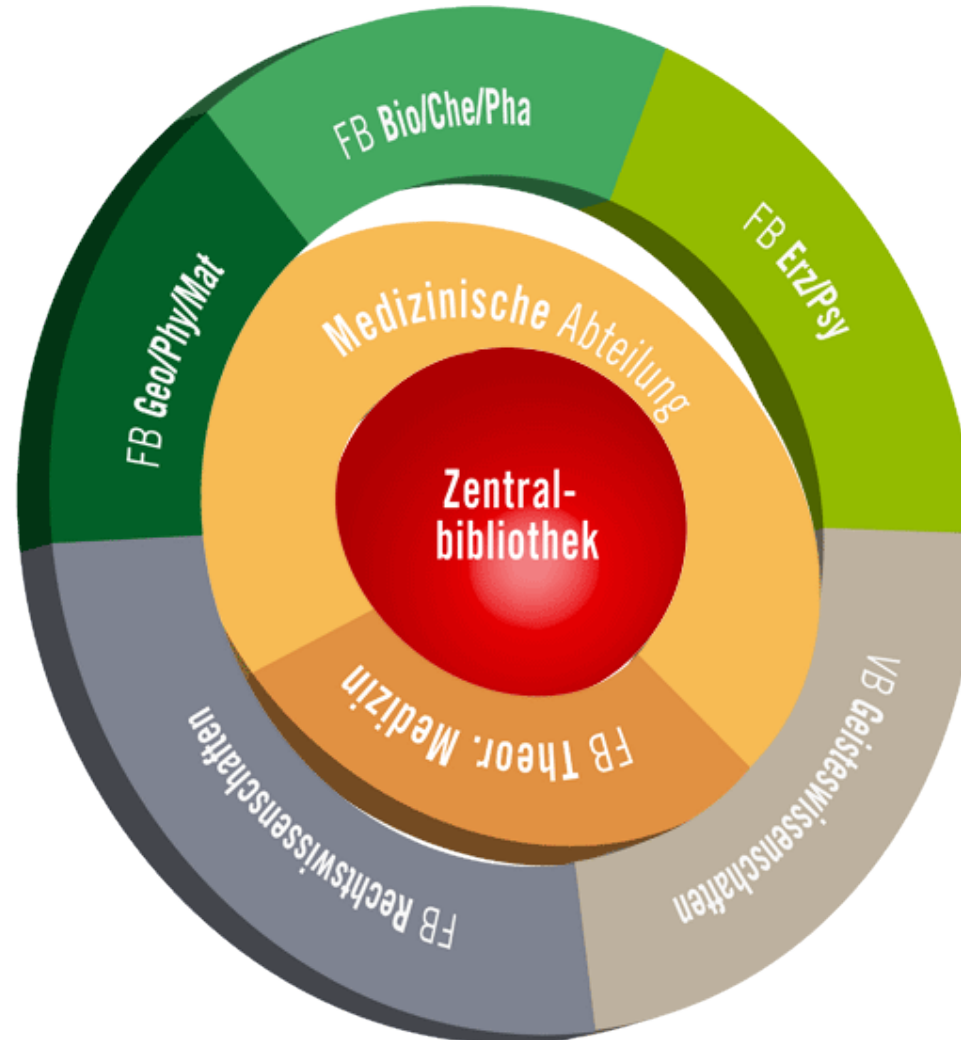 FB Bio/Che/Pha
FB Erz/Psy
FB Geo/Phy/Mat
Medizinische Abteilung
Zentral-
bibliothek
FB Theor. Medizin
VB Geisteswissenschaften
FB Rechtswissenschaften